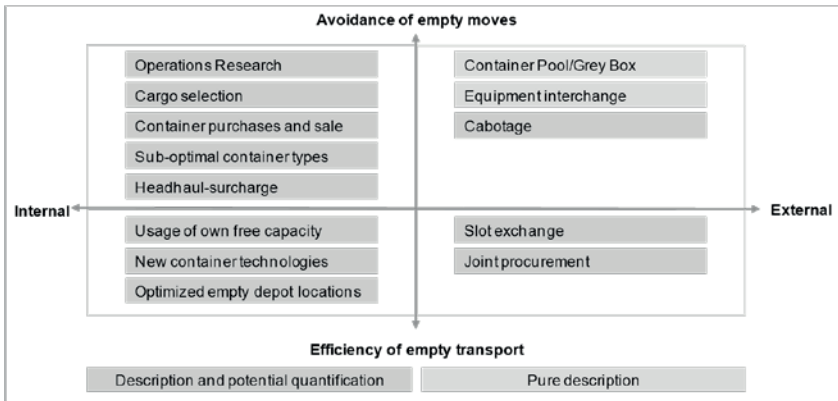 Avoidance of empty moves
Operations Research
Container Pool/Grey Box
Cargo selection
Equipment interchange
Container purchases and sale
Cabotage
Sub-optimal container types
Headhaul-surcharge
Internal
External
Usage of own free capacity
Slot exchange
New container technologies
Joint procurement
Optimized empty depot locations
Efficiency of empty transport
Description and potential quantification
Pure description